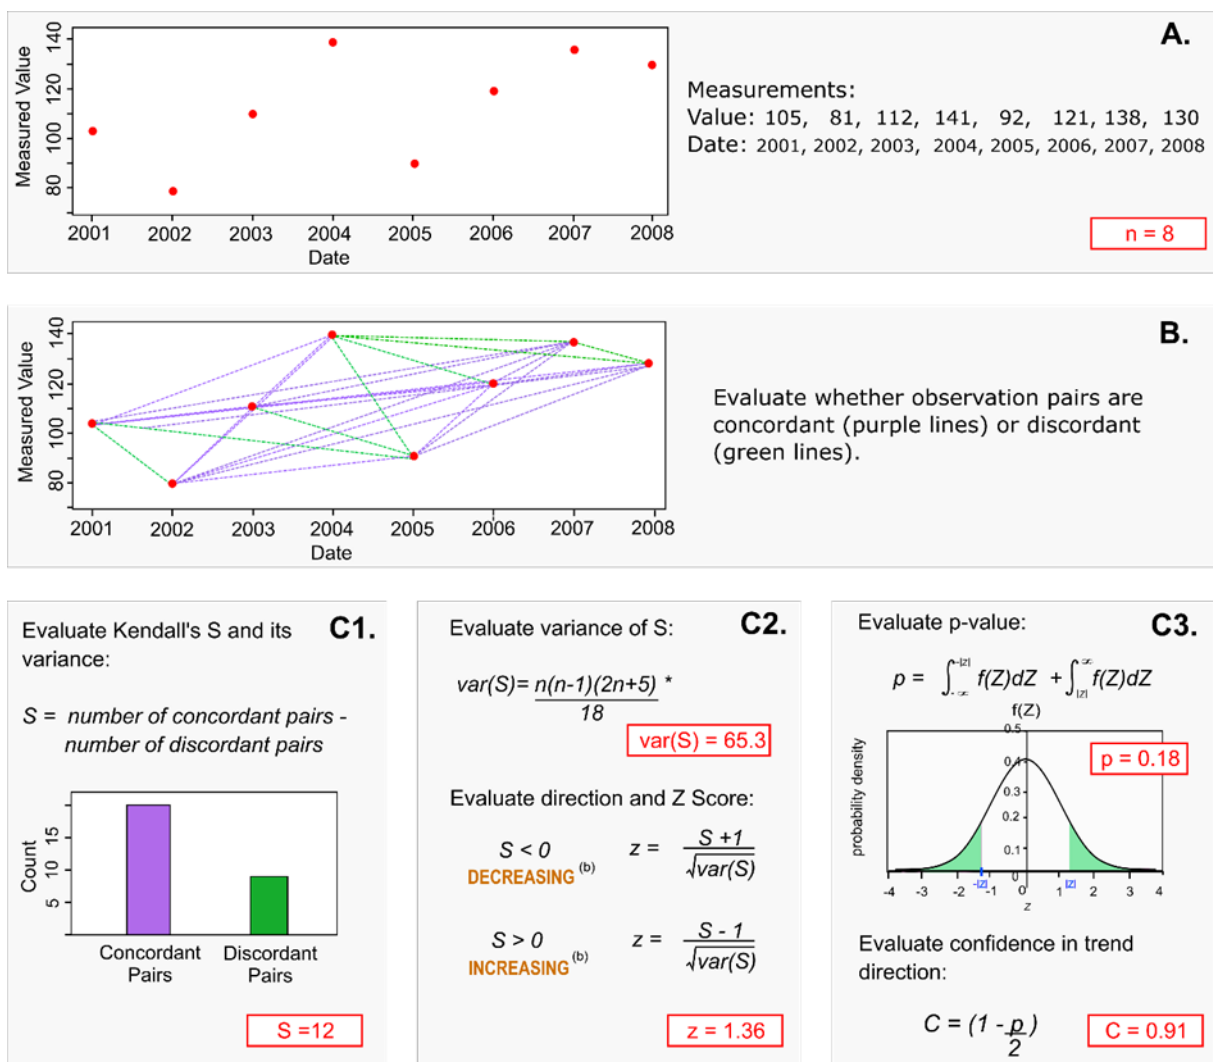 A.
140
120
100
80
Measured Value
2001 2002 2003 2004 2005 2006 2007 2008
Date
Measurements:
Value: 105, 81, 112, 141, 92, 121, 138, 130
Date: 2001, 2002, 2003, 2004, 2005, 2006, 2007, 2008
n = 8
B.
140
120
100
80
Measured Value
2001 2002 2003 2004 2005 2006 2007 2008
Date
Evaluate whether observation pairs are
concordant (purple lines) or discordant
(green lines).
C1.
Evaluate Kendall's S and its
variance:
S = number of concordant pairs -
number of discordant pairs
15
10
5
Count
Concordant Pairs
Discordant Pairs
S =12
C2.
Evaluate variance of S:
var(S)= n(n-1)(2n+5) *
18
var(S) = 65.3
Evaluate direction and Z Score:
S < 0 z = S +1
DECREASING (b) √var(S)
S > 0 z = S - 1
INCREASING (b) √var(S)
z = 1.36
C3.
Evaluate p-value:
p = ∫-∞ -|z| f(Z)dZ + ∫|z| ∞ f(Z)dZ
f(Z)
0.5
0.4
0.3
0.2
0.1
0
probability density
p = 0.18
-4 -3 -2 -|Z| -1 0 1 |Z| 2 3 4
z
Evaluate confidence in trend
direction:
C = (1 - p )
2
C = 0.91